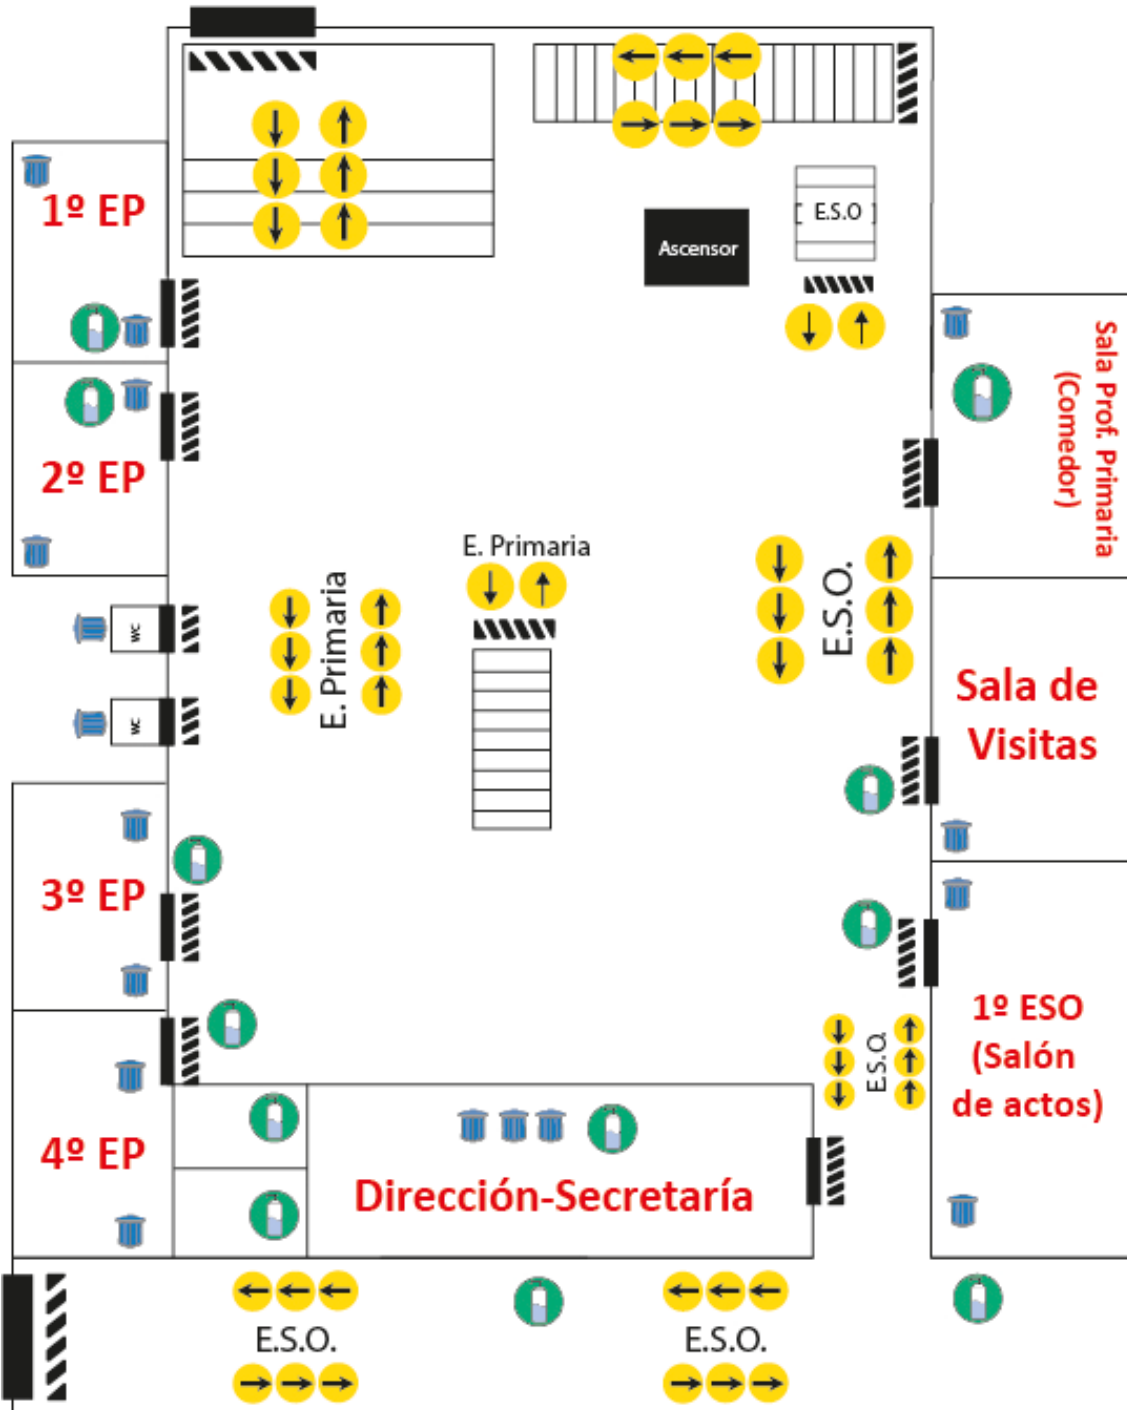 1º EP
E.S.O
Ascensor
Sala Prof. Primaria
(Comedor)
2º EP
E. Primaria
E. Primaria
E.S.O.
wc
wc
Sala de
Visitas
3º EP
1º ESO
(Salón
de actos)
E.S.O.
4º EP
Dirección-Secretaría
E.S.O.
E.S.O.